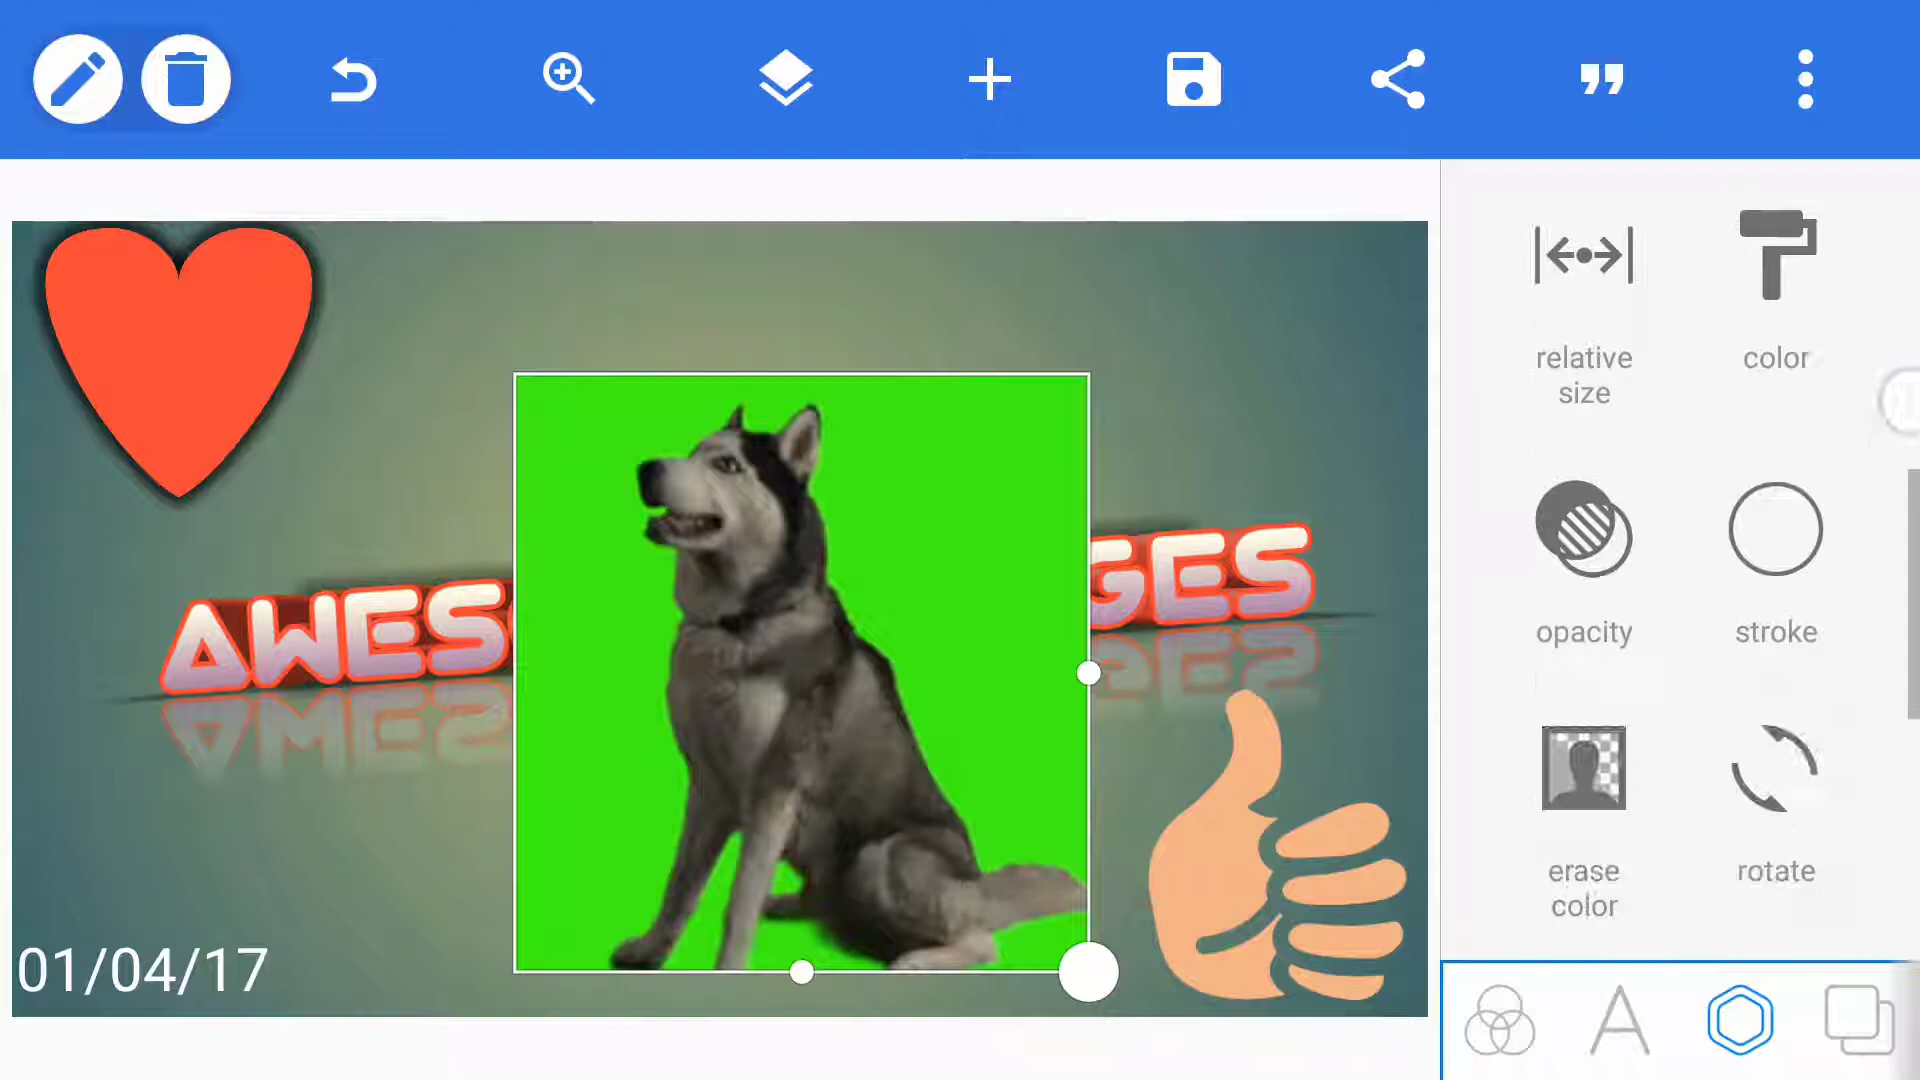 relative
size
color
AWES
GES
opacity
stroke
erase
color
rotate
01/04/17
A